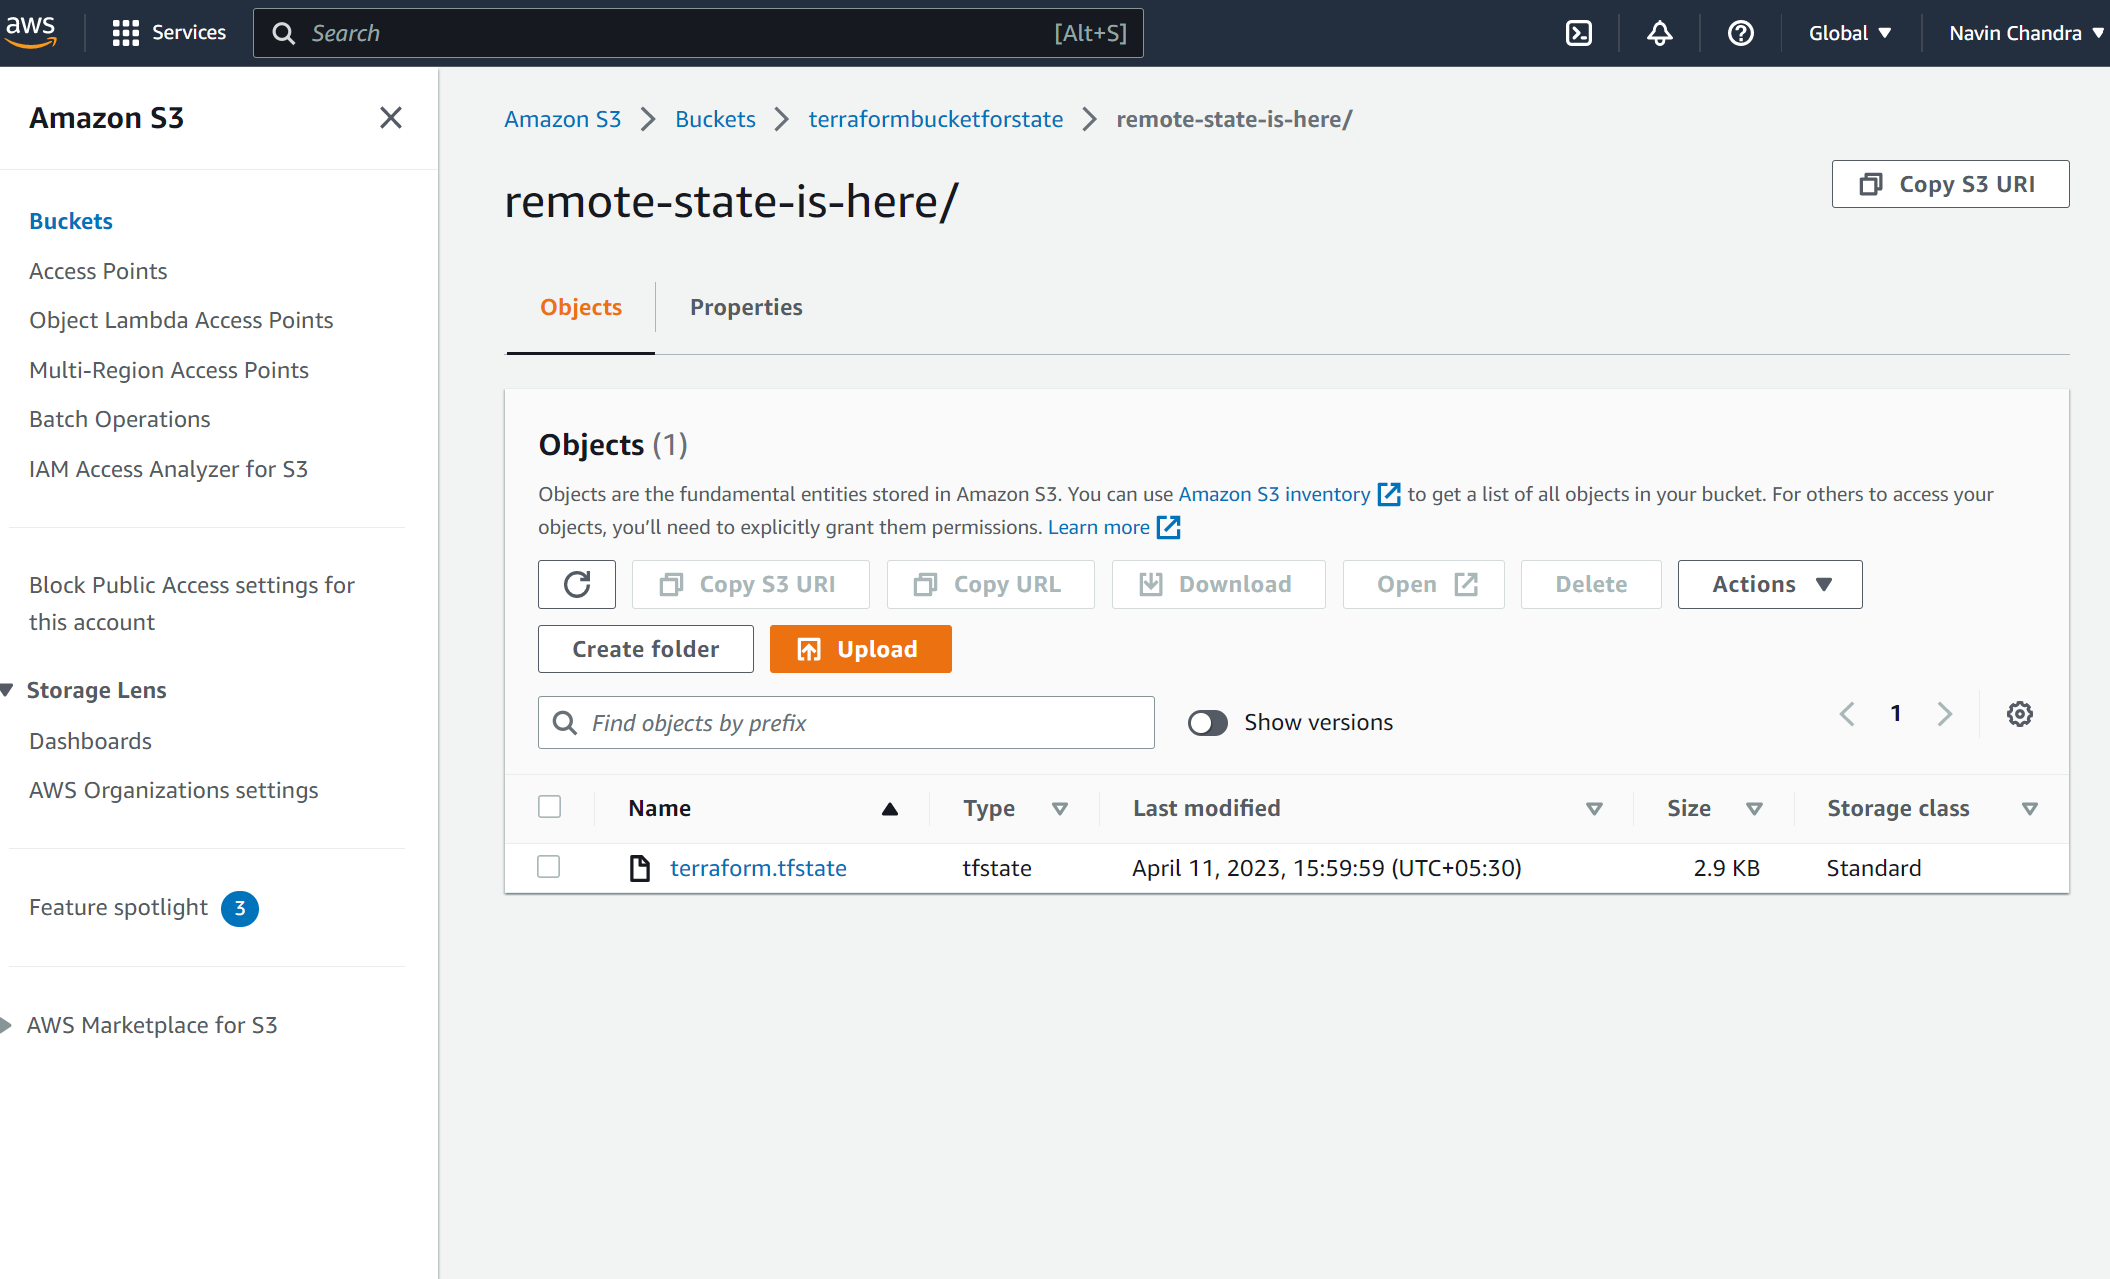 aws Services Search [Alt+S] Global Navin Chandra
Amazon S3
Buckets
Access Points
Object Lambda Access Points
Multi-Region Access Points
Batch Operations
IAM Access Analyzer for S3
Block Public Access settings for
this account
Storage Lens
Dashboards
AWS Organizations settings
Feature spotlight 3
AWS Marketplace for S3
Amazon S3 Buckets terraformbucketforstate remote-state-is-here/
remote-state-is-here/
Copy S3 URI
Objects Properties
Objects (1)
Objects are the fundamental entities stored in Amazon S3. You can use Amazon S3 inventory to get a list of all objects in your bucket. For others to access your
objects, you’ll need to explicitly grant them permissions. Learn more
Copy S3 URI Copy URL Download Open Delete Actions
Create folder Upload
Find objects by prefix Show versions 1
Name Type Last modified Size Storage class
terraform.tfstate tfstate April 11, 2023, 15:59:59 (UTC+05:30) 2.9 KB Standard